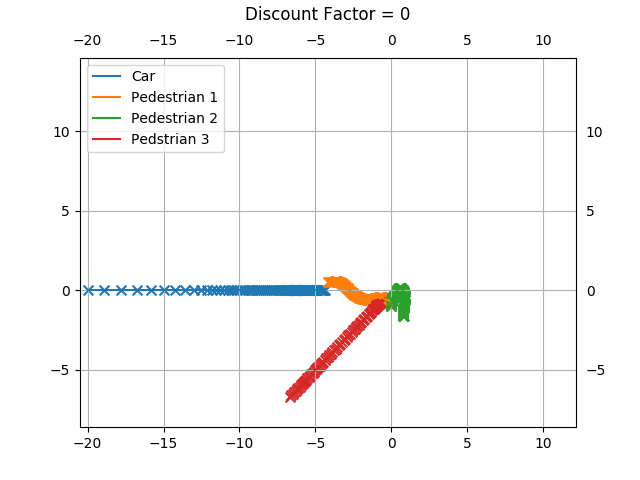 Discount Factor = 0
−20 −15 −10 −5 0 5 10
Car
Pedestrian 1
Pedestrian 2
Pedstrian 3
10 10
5 5
0 0
−5 −5
−20 −15 −10 −5 0 5 10